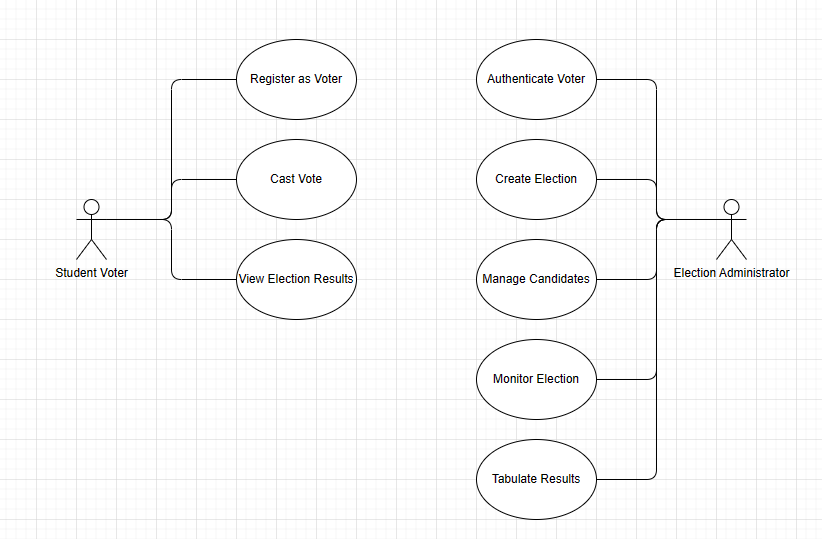 Register as Voter
Authenticate Voter
Cast Vote
Create Election
Student Voter
View Election Results
Manage Candidates
Election Administrator
Monitor Election
Tabulate Results